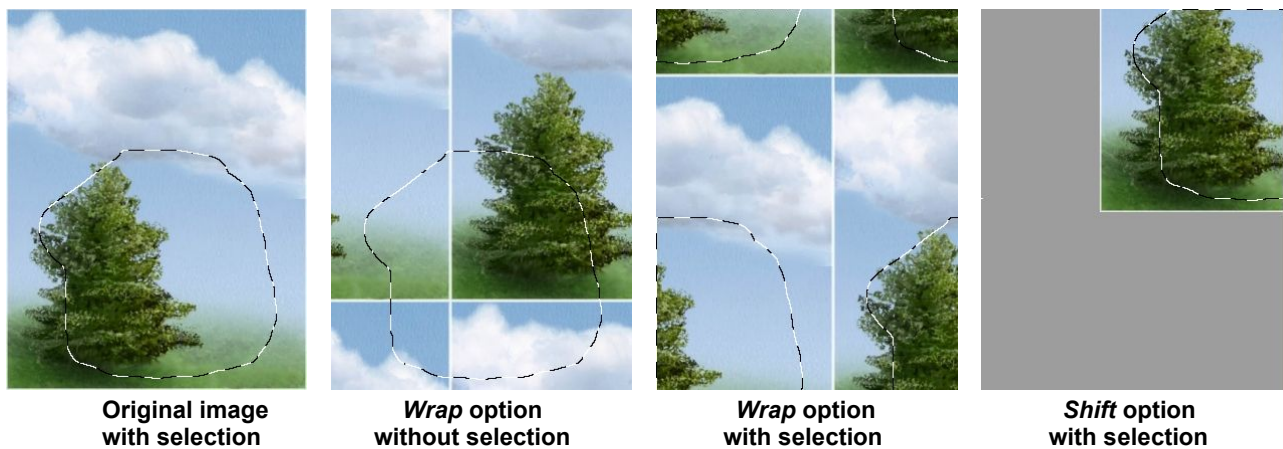 Original image
with selection
Wrap option
without selection
Wrap option
with selection
Shift option
with selection